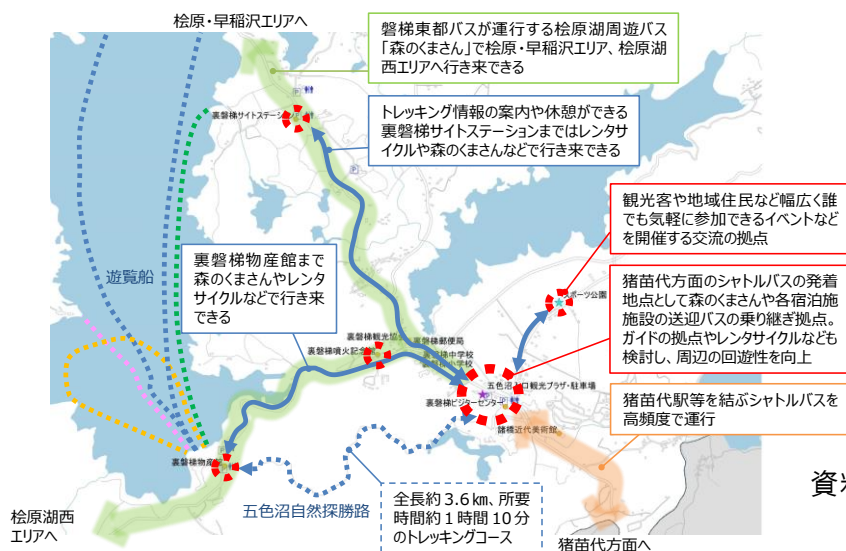 桧原・早稲沢エリアへ
磐梯東都バスが運行する桧原湖周遊バス
「森のくまさん」で桧原・早稲沢エリア、桧原湖
西エリアへ行き来できる
トレッキング情報の案内や休憩ができる
裏磐梯サイトステーションまではレンタサ
イクルや森のくまさんなどで行き来できる
裏磐梯サイトステーション
観光客や地域住民など幅広く誰
でも気軽に参加できるイベントなど
を開催する交流の拠点
裏磐梯物産館まで
森のくまさんやレンタ
サイクルなどで行き来
できる
遊覧船
猪苗代方面のシャトルバスの発着
地点として森のくまさんや各宿泊施
施設の送迎バスの乗り継ぎ拠点。
ガイドの拠点やレンタサイクルなども
検討し、周辺の回遊性を向上
スポーツ公園
裏磐梯観光協会
裏磐梯郵便局
裏磐梯噴火記念館
裏磐梯中学校
裏磐梯小学校
五色沼入口観光プラザ・駐車場
裏磐梯ビジターセンター
諸橋近代美術館
猪苗代駅等を結ぶシャトルバスを
高頻度で運行
裏磐梯物産館
五色沼自然探勝路
全長約3.6㎞、所要
時間約1時間10分
のトレッキングコース
桧原湖西
エリアへ
猪苗代方面へ
資料